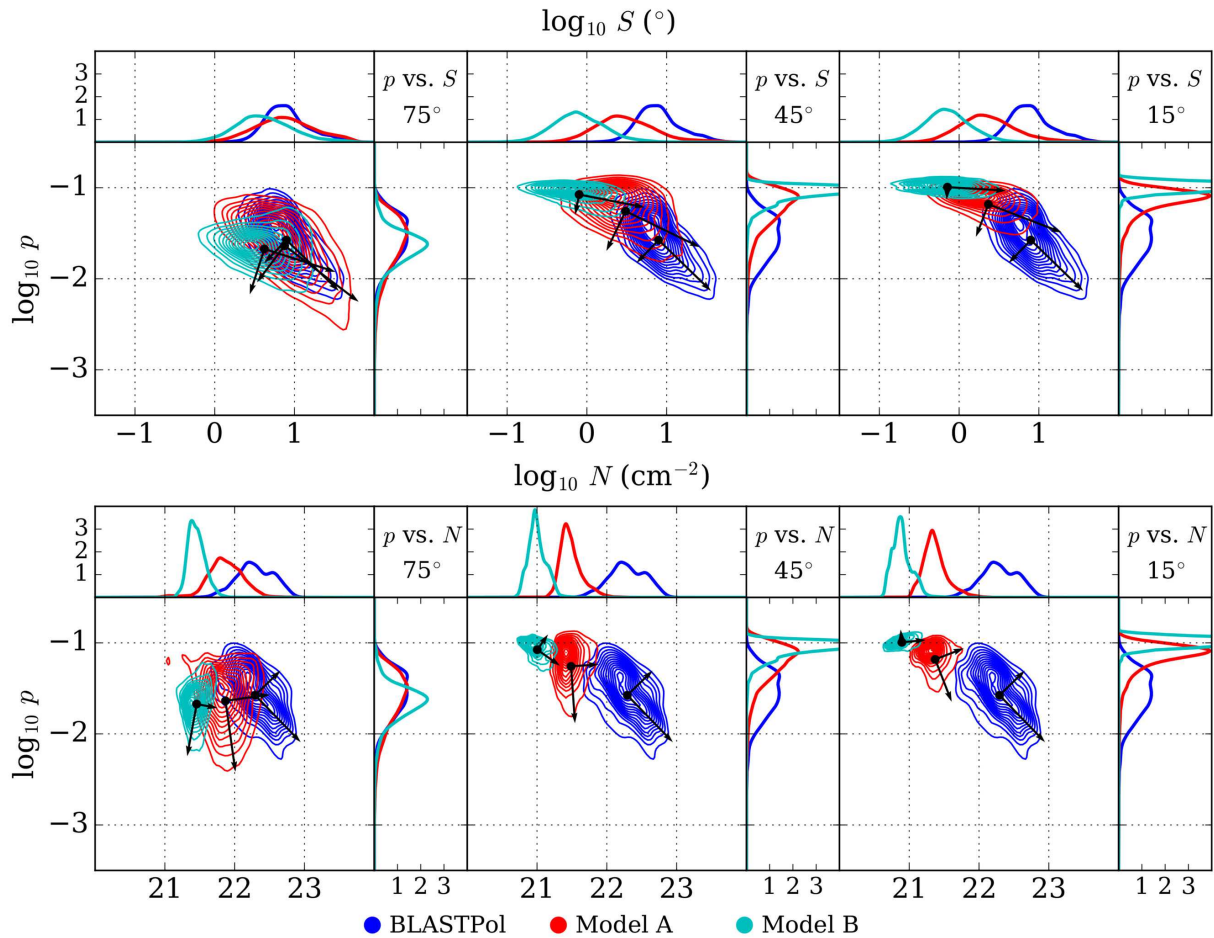 log₁₀ S (°)
3
2
1
p vs. S
75°
p vs. S
45°
p vs. S
15°
−1
−2
−3
log₁₀ p
−1 0 1 −1 0 1 −1 0 1
log₁₀ N (cm⁻²)
3
2
1
p vs. N
75°
p vs. N
45°
p vs. N
15°
−1
−2
−3
log₁₀ p
21 22 23 1 2 3 21 22 23 1 2 3 21 22 23 1 2 3
BLASTPol Model A Model B